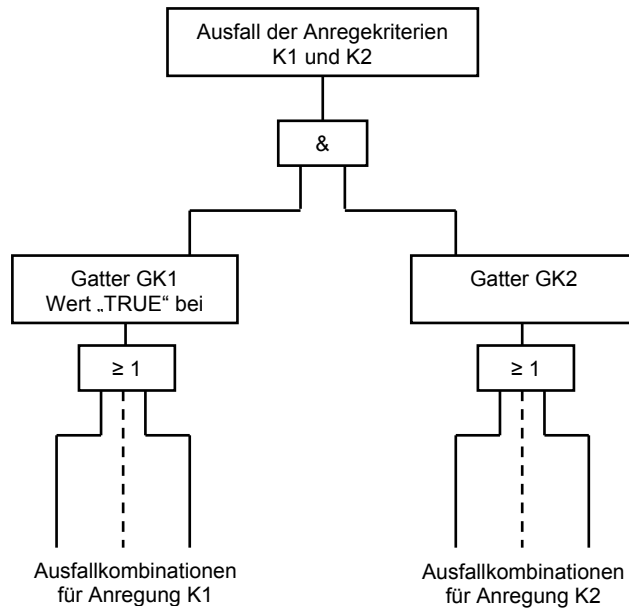 Ausfall der Anregekriterien
K1 und K2
&
Gatter GK1
Wert „TRUE“ bei
Gatter GK2
≥ 1
≥ 1
Ausfallkombinationen
für Anregung K1
Ausfallkombinationen
für Anregung K2